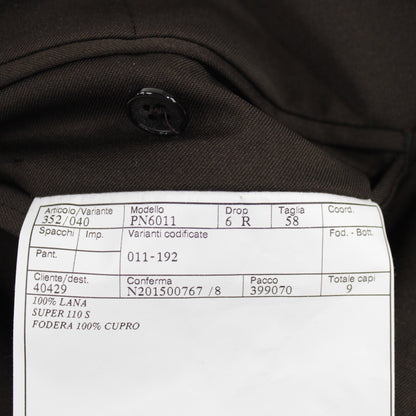 Articolo/Variante Modello Drop Taglia Coord.
352/040 PN6011 6 R 58
Spacchi Imp. Varianti codificate Fod. - Bott.
Pant. 011-192
Cliente/dest. Conferma Pacco Totale capi
40429 N201500767 /8 399070 9
100% LANA
SUPER 110 S
FODERA 100% CUPRO